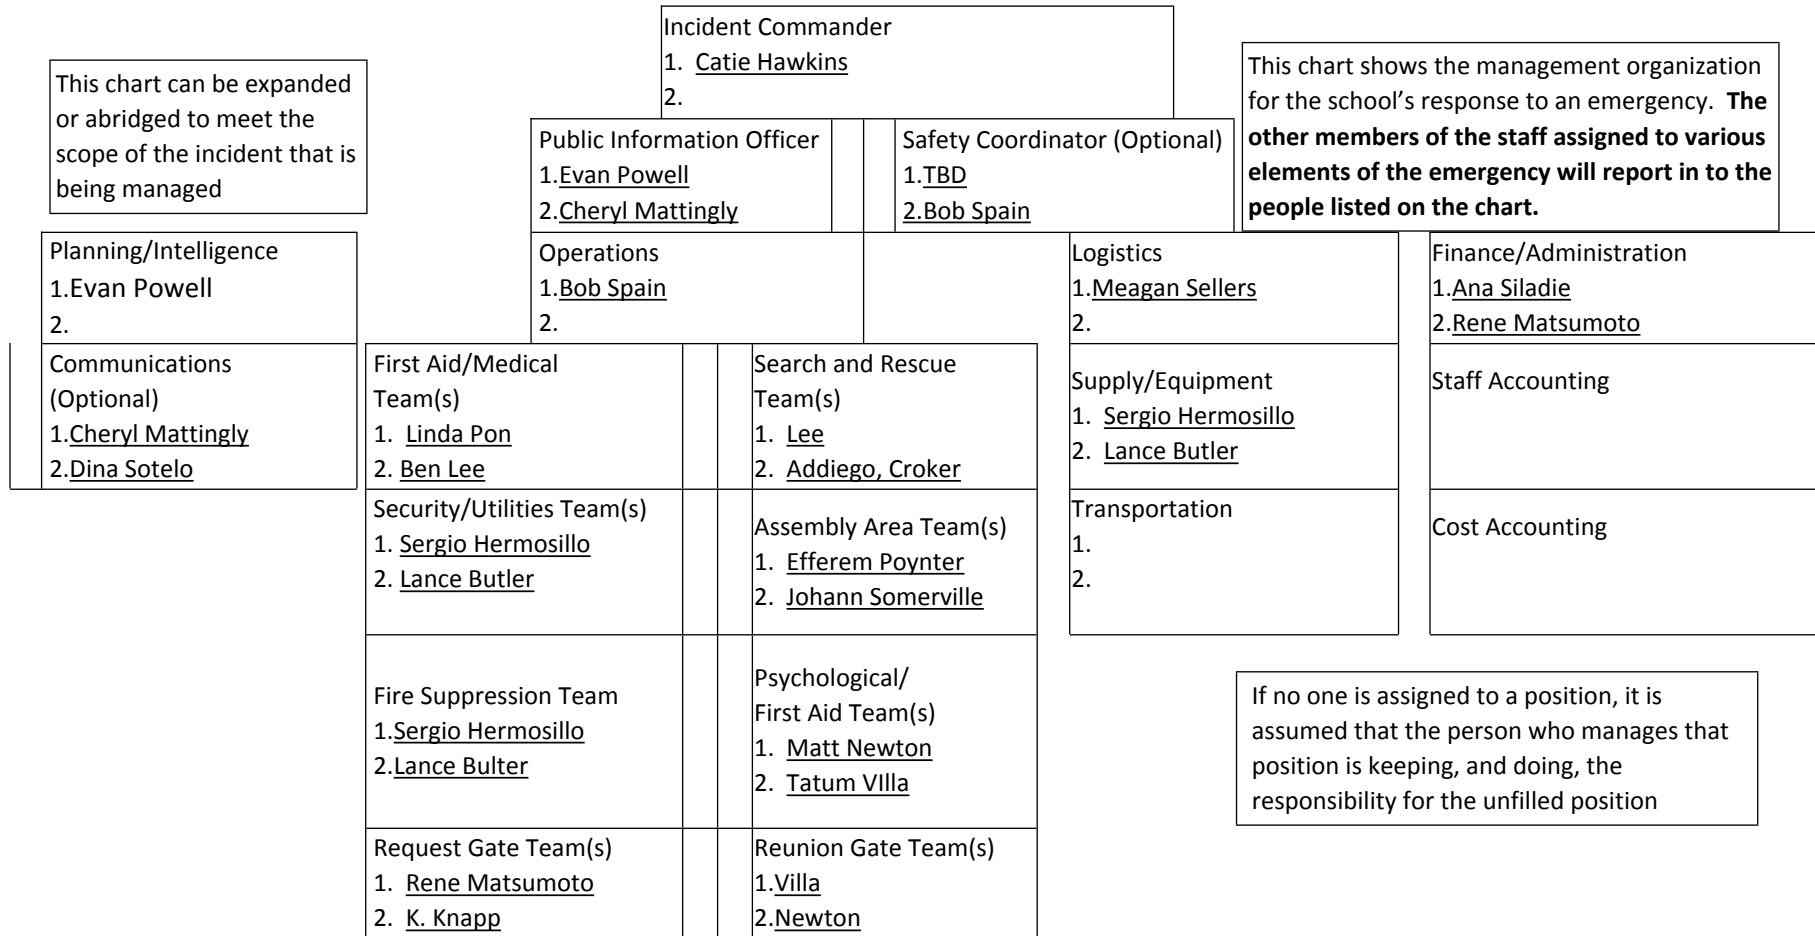 Incident Commander
1. Catie Hawkins
2.
This chart can be expanded
or abridged to meet the
scope of the incident that is
being managed
This chart shows the management organization
for the school’s response to an emergency. The
other members of the staff assigned to various
elements of the emergency will report in to the
people listed on the chart.
Public Information Officer
1.Evan Powell
2.Cheryl Mattingly
Safety Coordinator (Optional)
1.TBD
2.Bob Spain
Planning/Intelligence
1.Evan Powell
2.
Operations
1.Bob Spain
2.
Logistics
1.Meagan Sellers
2.
Finance/Administration
1.Ana Siladie
2.Rene Matsumoto
Communications
(Optional)
1.Cheryl Mattingly
2.Dina Sotelo
First Aid/Medical
Team(s)
1. Linda Pon
2. Ben Lee
Search and Rescue
Team(s)
1. Lee
2. Addiego, Croker
Supply/Equipment
1. Sergio Hermosillo
2. Lance Butler
Staff Accounting
Security/Utilities Team(s)
1. Sergio Hermosillo
2. Lance Butler
Assembly Area Team(s)
1. Efferem Poynter
2. Johann Somerville
Transportation
1.
2.
Cost Accounting
Fire Suppression Team
1.Sergio Hermosillo
2.Lance Bulter
Psychological/
First Aid Team(s)
1. Matt Newton
2. Tatum VIlla
If no one is assigned to a position, it is
assumed that the person who manages that
position is keeping, and doing, the
responsibility for the unfilled position
Request Gate Team(s)
1. Rene Matsumoto
2. K. Knapp
Reunion Gate Team(s)
1.Villa
2.Newton